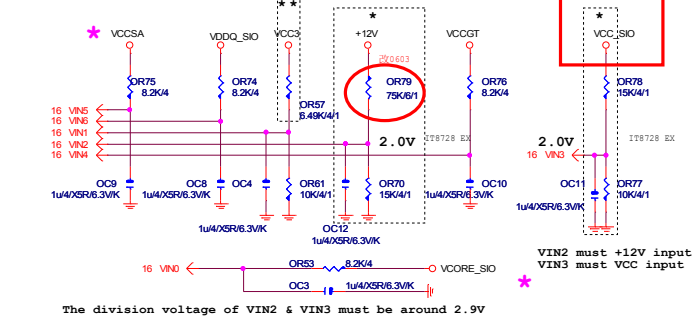 * *
*
*
*
VCCSA
VDDQ_SIO
VCC3
+12V
VCCGT
VCC_SIO
0603
OR75
8.2K/4
OR74
8.2K/4
OR57
6.49K/4/1
OR79
75K/6/1
OR76
8.2K/4
OR78
15K/4/1
16 VIN5
16 VIN6
16 VIN1
16 VIN2
16 VIN4
2.0V
IT8728 EX
2.0V
IT8728 EX
16 VIN3
OC9
1u/4/X5R/6.3V/K
OC8
1u/4/X5R/6.3V/K
OC4
1u/4/X5R/6.3V/K
OR61
10K/4/1
OC12
1u/4/X5R/6.3V/K
OR70
15K/4/1
OC10
1u/4/X5R/6.3V/K
OC11
1u/4/X5R/6.3V/K
OR77
10K/4/1
16 VIN0
OR53
8.2K/4
VCORE_SIO
OC3
1u/4/X5R/6.3V/K
VIN2 must +12V input
VIN3 must VCC input
*
The division voltage of VIN2 & VIN3 must be around 2.9V